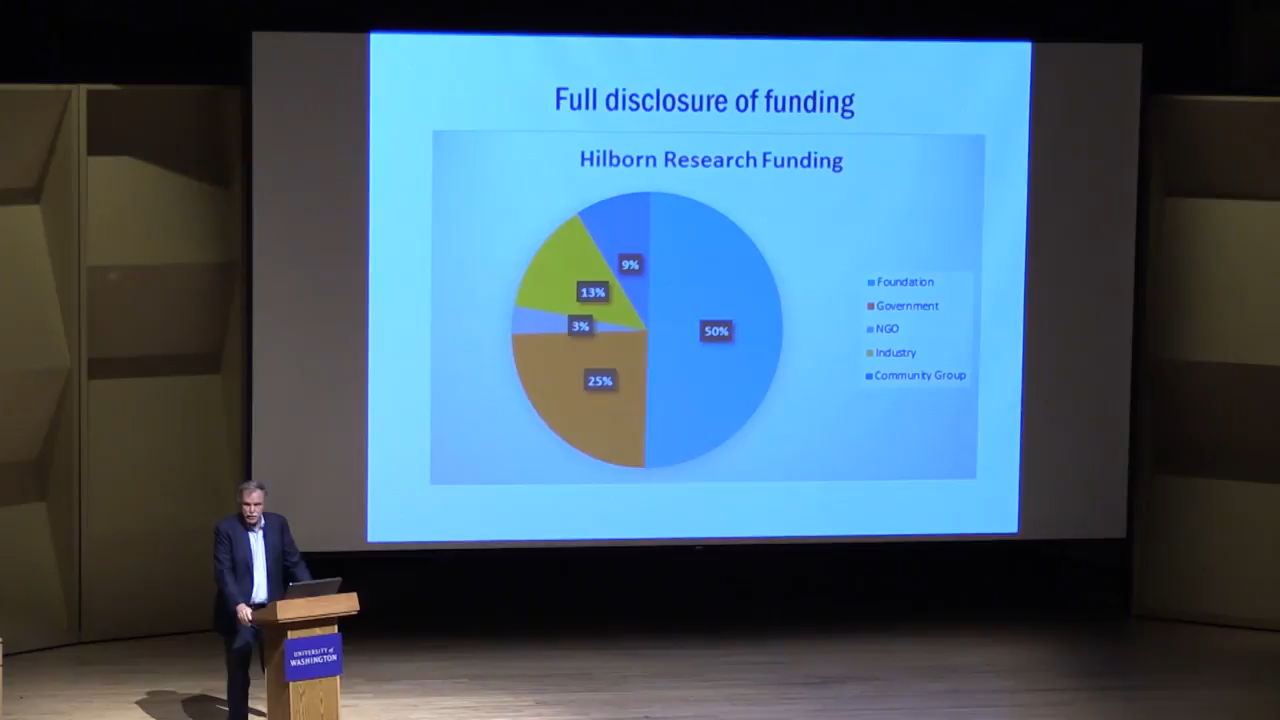 Full disclosure of funding
Hilborn Research Funding
9%
13%
3%
50%
25%
Foundation
Government
NGO
Industry
Community Group
UNIVERSITY of
WASHINGTON